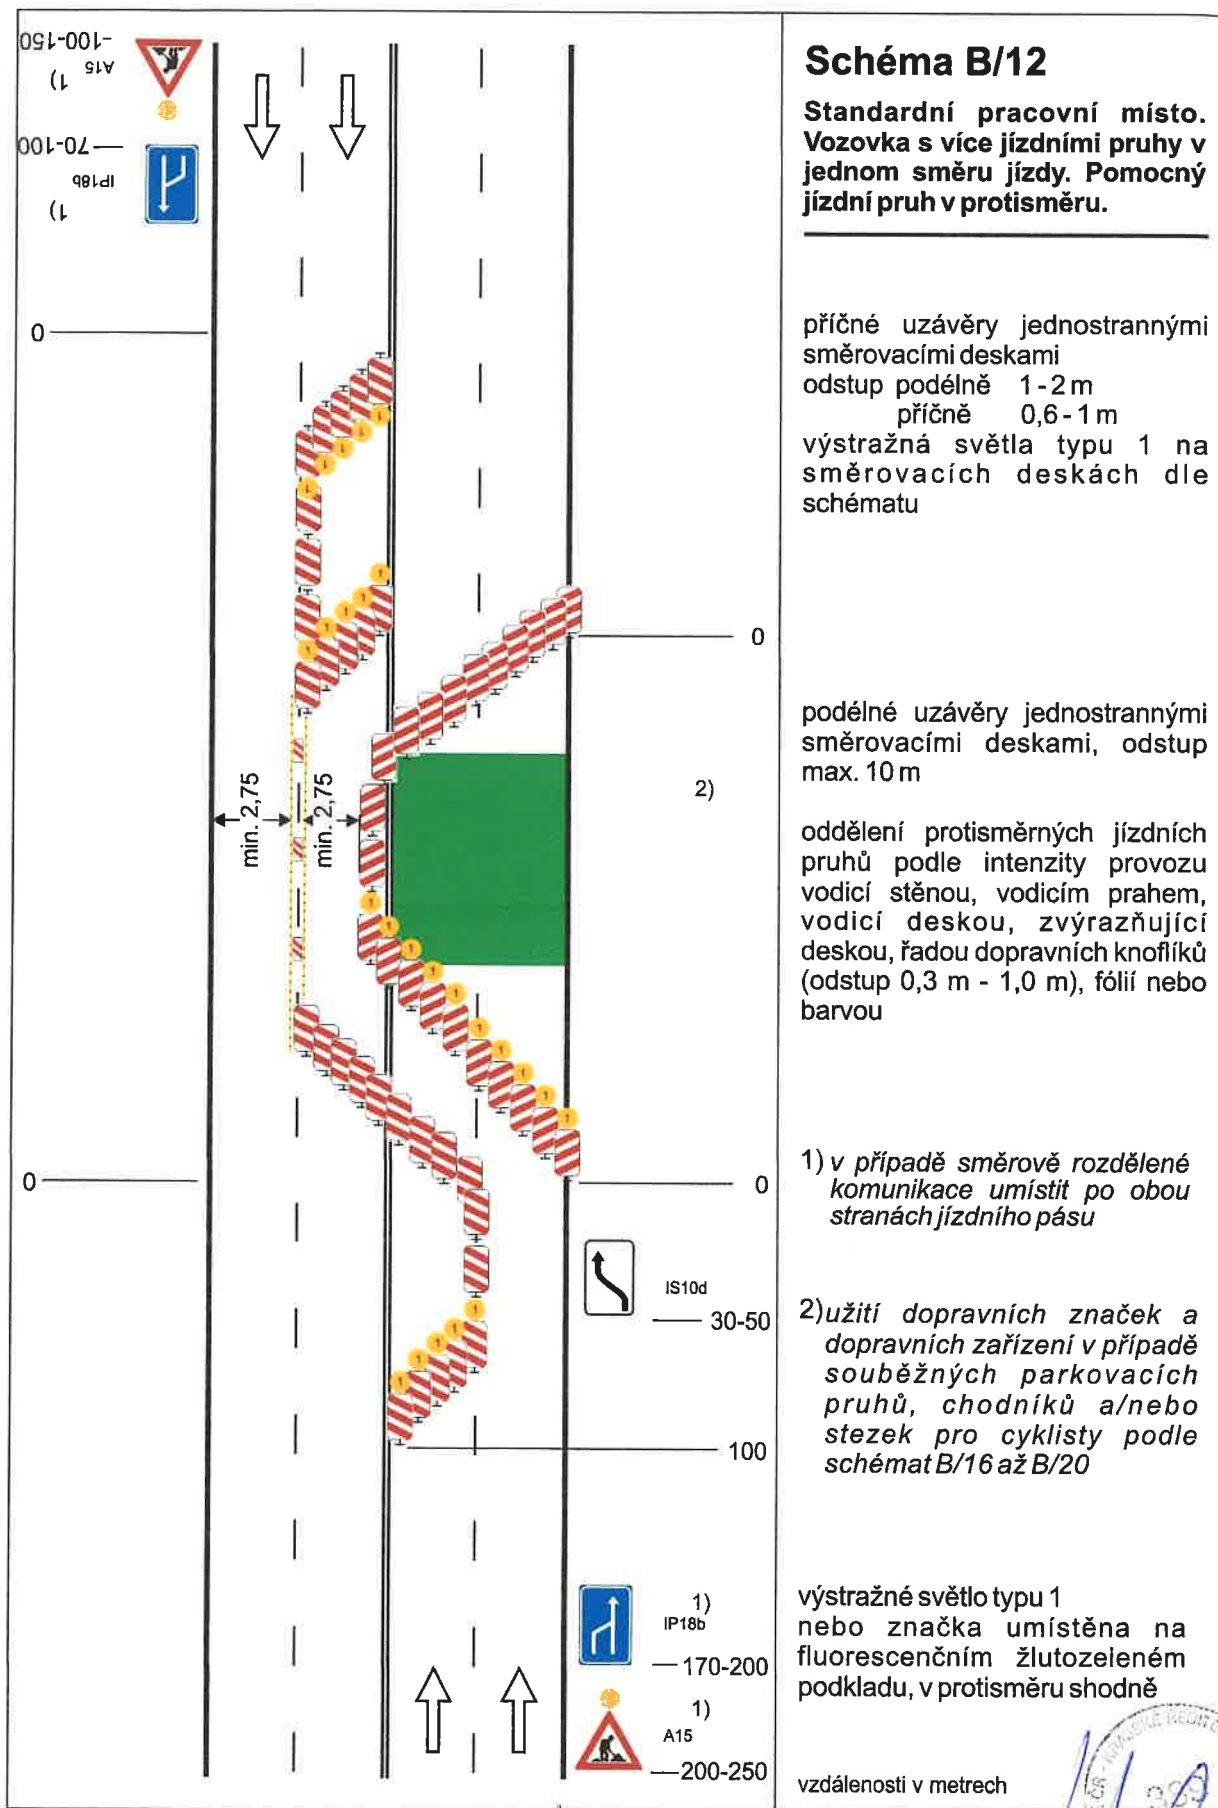 -100-150
A15 1)
70-100
IP18b
1)
0
min. 2,75
min. 2,75
0
0
2)
0
IS10d
30-50
100
1)
IP18b
170-200
1)
A15
200-250
Schéma B/12
Standardní pracovní místo.
Vozovka s více jízdními pruhy v
jednom směru jízdy. Pomocný
jízdní pruh v protisměru.
příčné uzávěry jednostrannými
směrovacími deskami
odstup podélně 1-2 m
příčně 0,6-1 m
výstražná světla typu 1 na
směrovacích deskách dle
schématu
podélné uzávěry jednostrannými
směrovacími deskami, odstup
max. 10 m
oddělení protisměrných jízdních
pruhů podle intenzity provozu
vodicí stěnou, vodicím prahem,
vodicí deskou, zvýrazňující
deskou, řadou dopravních knoflíků
(odstup 0,3 m - 1,0 m), fólií nebo
barvou
1) v případě směrově rozdělené
komunikace umístit po obou
stranách jízdního pásu
2) užití dopravních značek a
dopravních zařízení v případě
souběžných parkovacích
pruhů, chodníků a/nebo
stezek pro cyklisty podle
schémat B/16 až B/20
výstražné světlo typu 1
nebo značka umístěna na
fluorescenčním žlutozeleném
podkladu, v protisměru shodně
vzdálenosti v metrech